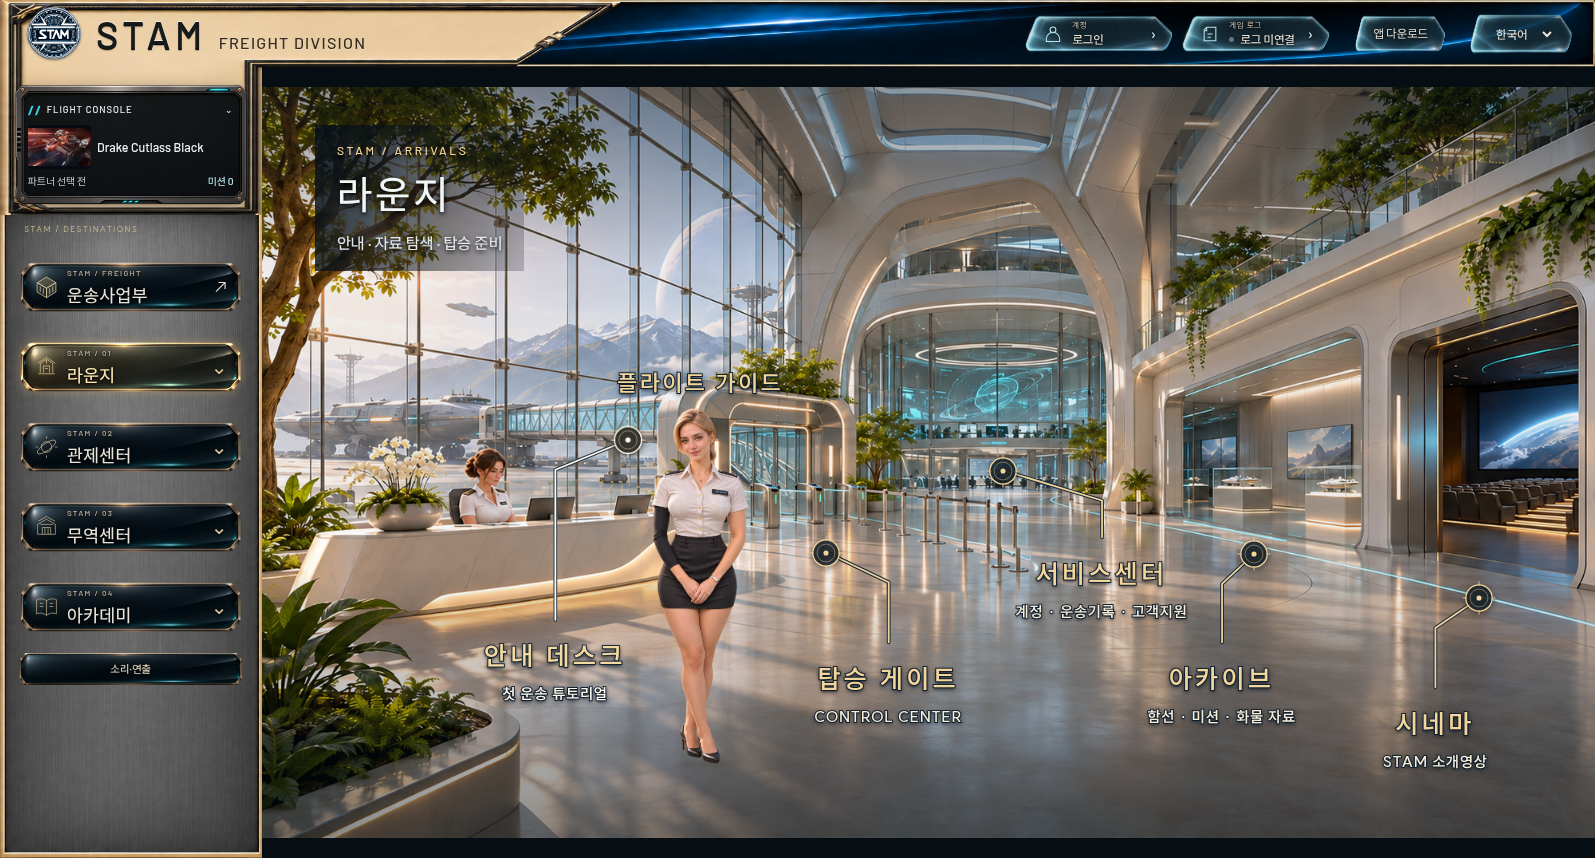 STAM
STAM FREIGHT DIVISION
계정
로그인
게임 로그
로그 미연결
앱 다운로드
한국어
// FLIGHT CONSOLE
Drake Cutlass Black
파트너 선택 전
미션 0
STAM / DESTINATIONS
STAM / FREIGHT
운송사업부
STAM / 01
라운지
STAM / 02
관제센터
STAM / 03
무역센터
STAM / 04
아카데미
소리·연출
STAM / ARRIVALS
라운지
안내 · 자료 탐색 · 탑승 준비
플라이트 가이드
안내 데스크
첫 운송 튜토리얼
탑승 게이트
CONTROL CENTER
서비스센터
계정 · 운송기록 · 고객지원
아카이브
함선 · 미션 · 화물 자료
시네마
STAM 소개영상